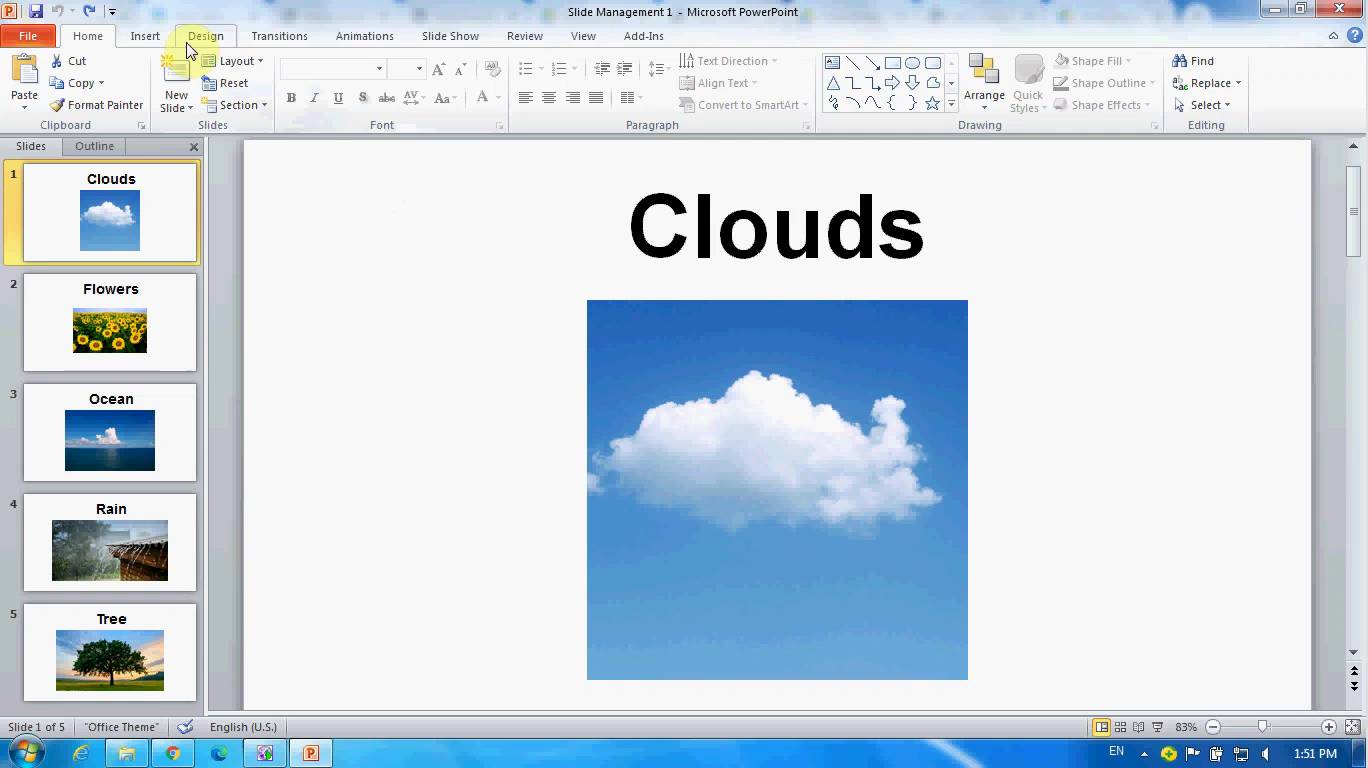 Slide Management 1 - Microsoft PowerPoint
File Home Insert Design Transitions Animations Slide Show Review View Add-Ins
Paste
Cut
Copy
Format Painter
Clipboard
New
Slide
Layout
Reset
Section
Slides
B I U S abc AV Aa A
Font
Text Direction
Align Text
Convert to SmartArt
Paragraph
Arrange
Quick
Styles
Shape Fill
Shape Outline
Shape Effects
Drawing
Find
Replace
Select
Editing
Slides Outline
1
Clouds
2
Flowers
3
Ocean
4
Rain
5
Tree
Clouds
Slide 1 of 5 "Office Theme" English (U.S.) 83%
EN 1:51 PM